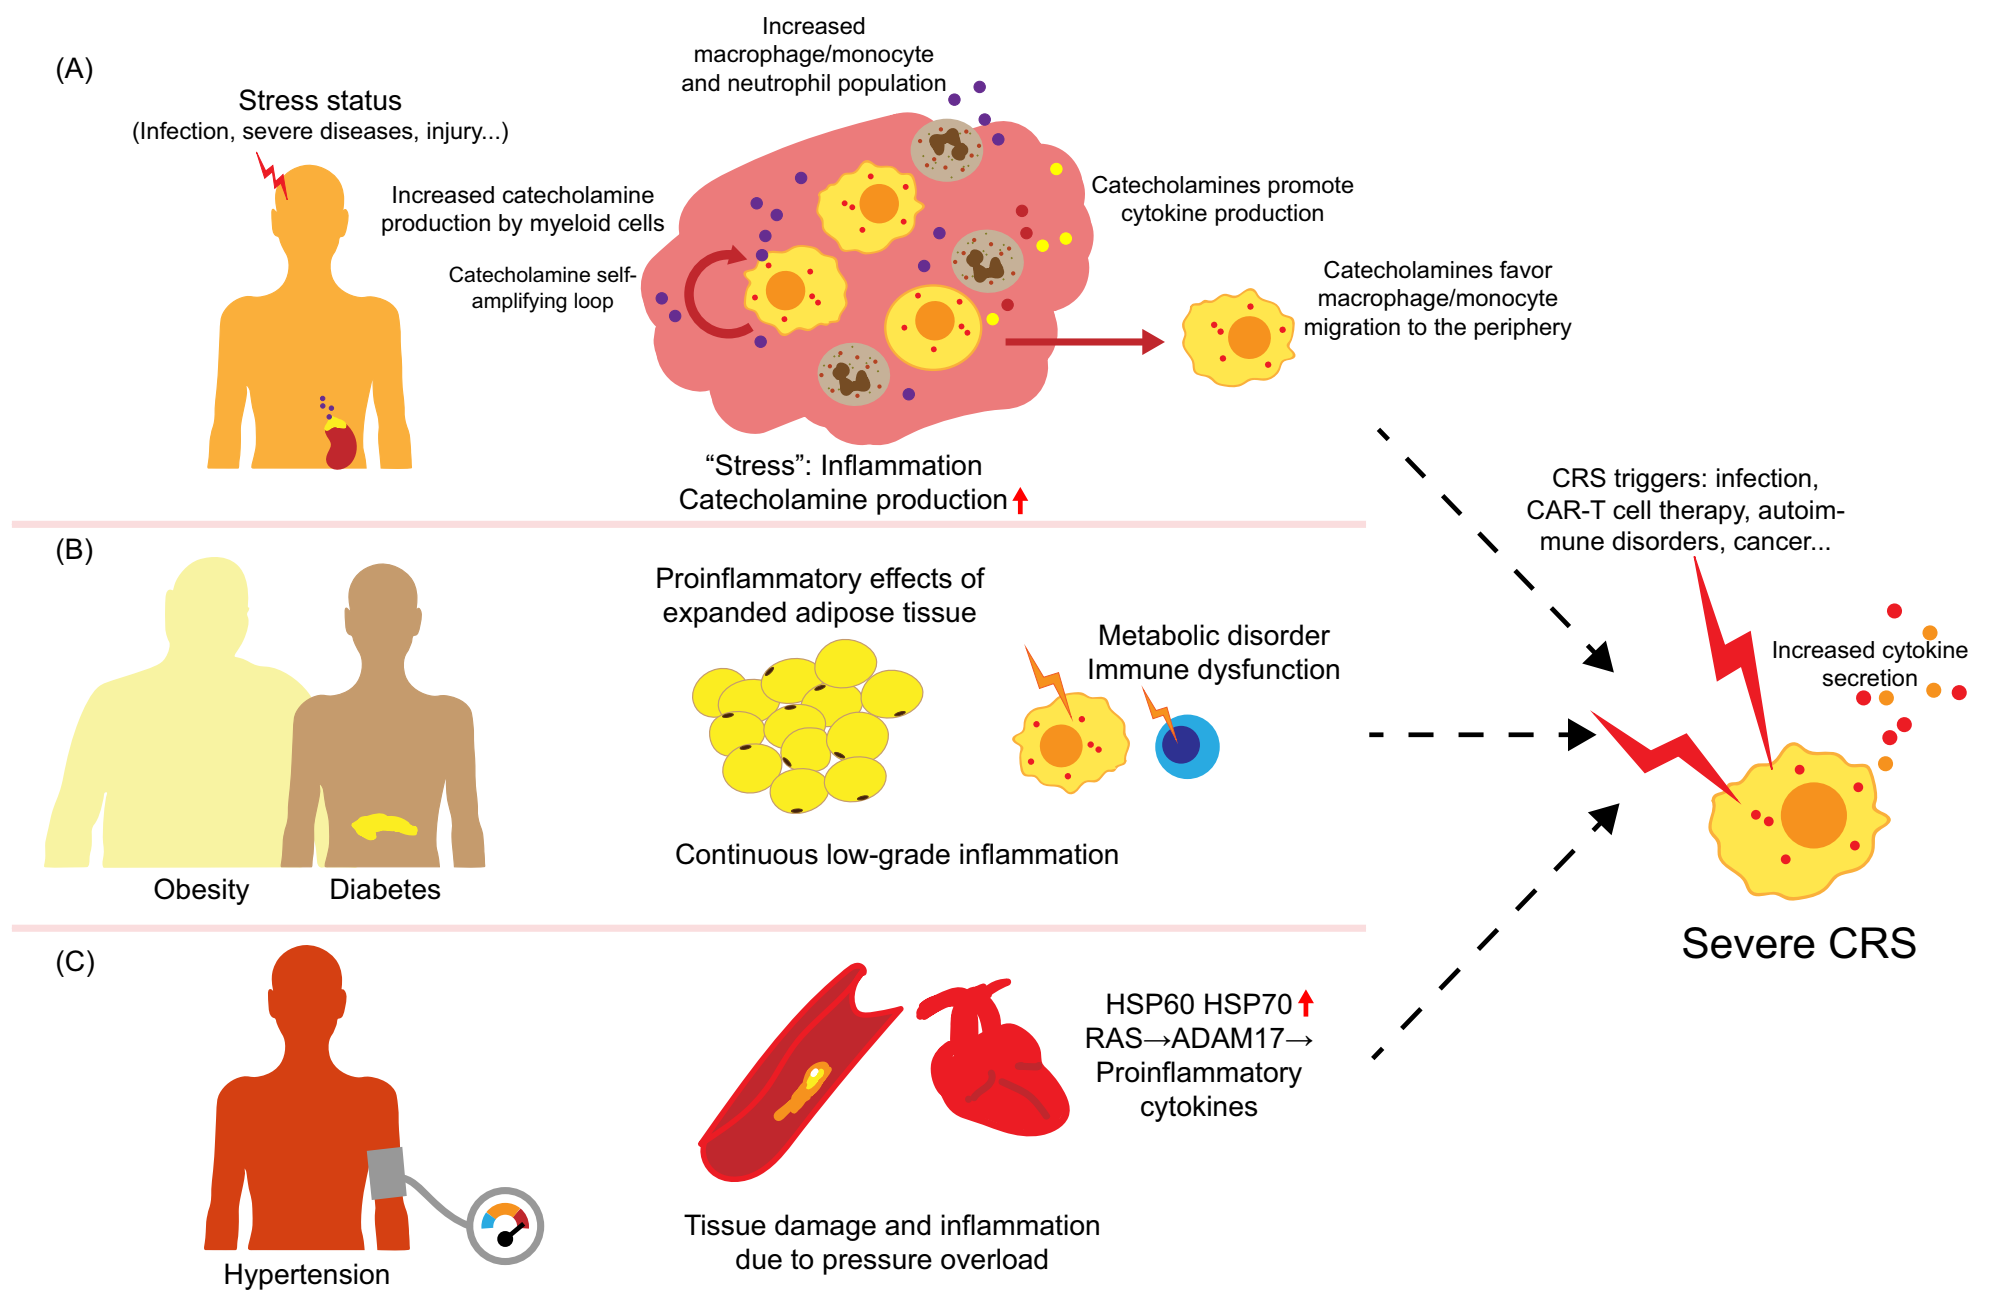 (A)
Stress status
(Infection, severe diseases, injury...)
Increased
macrophage/monocyte
and neutrophil population
Increased catecholamine
production by myeloid cells
Catecholamine self-
amplifying loop
Catecholamines promote
cytokine production
Catecholamines favor
macrophage/monocyte
migration to the periphery
“Stress”: Inflammation
Catecholamine production
(B)
Obesity
Diabetes
Proinflammatory effects of
expanded adipose tissue
Metabolic disorder
Immune dysfunction
Continuous low-grade inflammation
(C)
Hypertension
HSP60 HSP70
RAS→ADAM17→
Proinflammatory
cytokines
Tissue damage and inflammation
due to pressure overload
CRS triggers: infection,
CAR-T cell therapy, autoim-
mune disorders, cancer...
Increased cytokine
secretion
Severe CRS